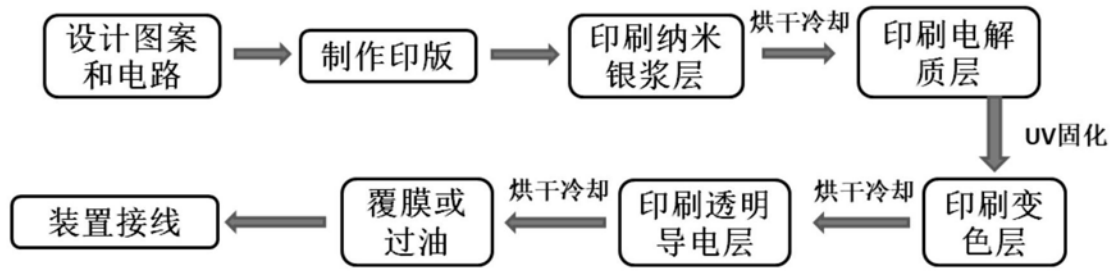 设计图案
和电路
制作印版
印刷纳米
银浆层
烘干冷却
印刷电解
质层
UV固化
印刷变
色层
烘干冷却
印刷透明
导电层
烘干冷却
覆膜或
过油
装置接线